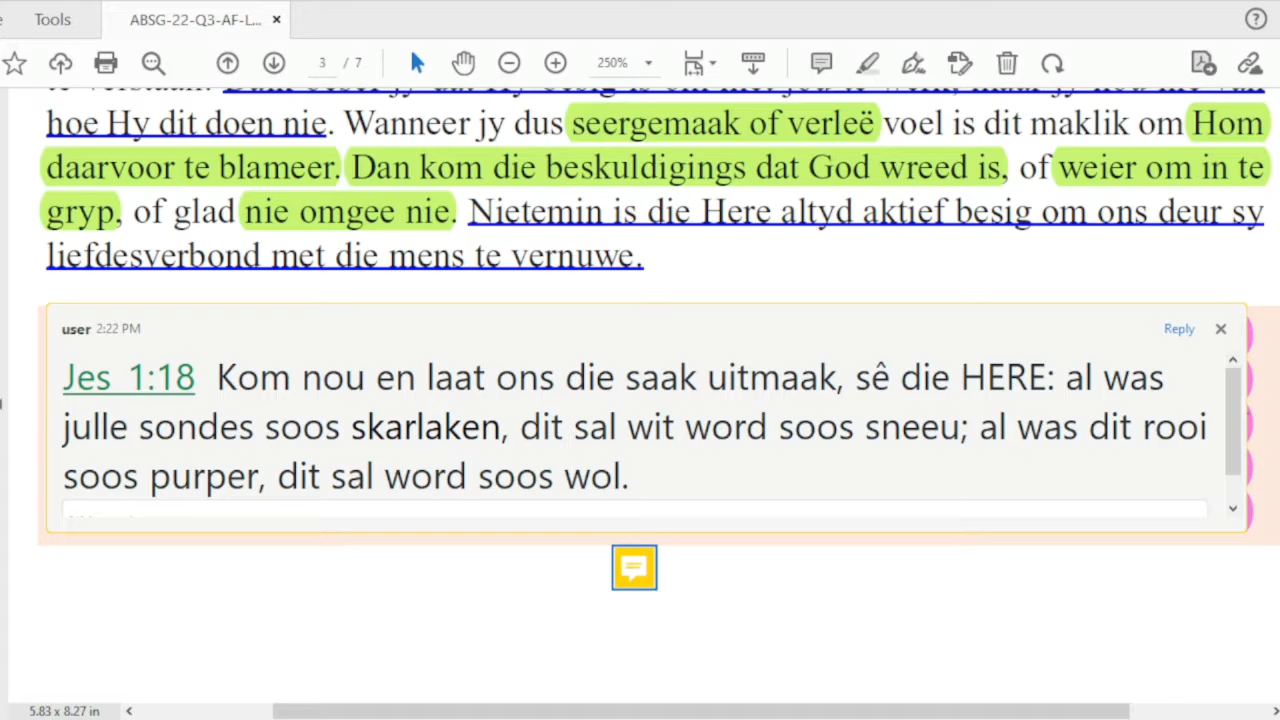 Tools
ABSG-22-Q3-AF-L... ×
3 / 7
250%
hoe Hy dit doen nie. Wanneer jy dus seergemaak of verleë voel is dit maklik om Hom
daarvoor te blameer. Dan kom die beskuldigings dat God wreed is, of weier om in te
gryp, of glad nie omgee nie. Nietemin is die Here altyd aktief besig om ons deur sy
liefdesverbond met die mens te vernuwe.
user 2:22 PM Reply ×
Jes 1:18 Kom nou en laat ons die saak uitmaak, sê die HERE: al was
julle sondes soos skarlaken, dit sal wit word soos sneeu; al was dit rooi
soos purper, dit sal word soos wol.
5.83 x 8.27 in